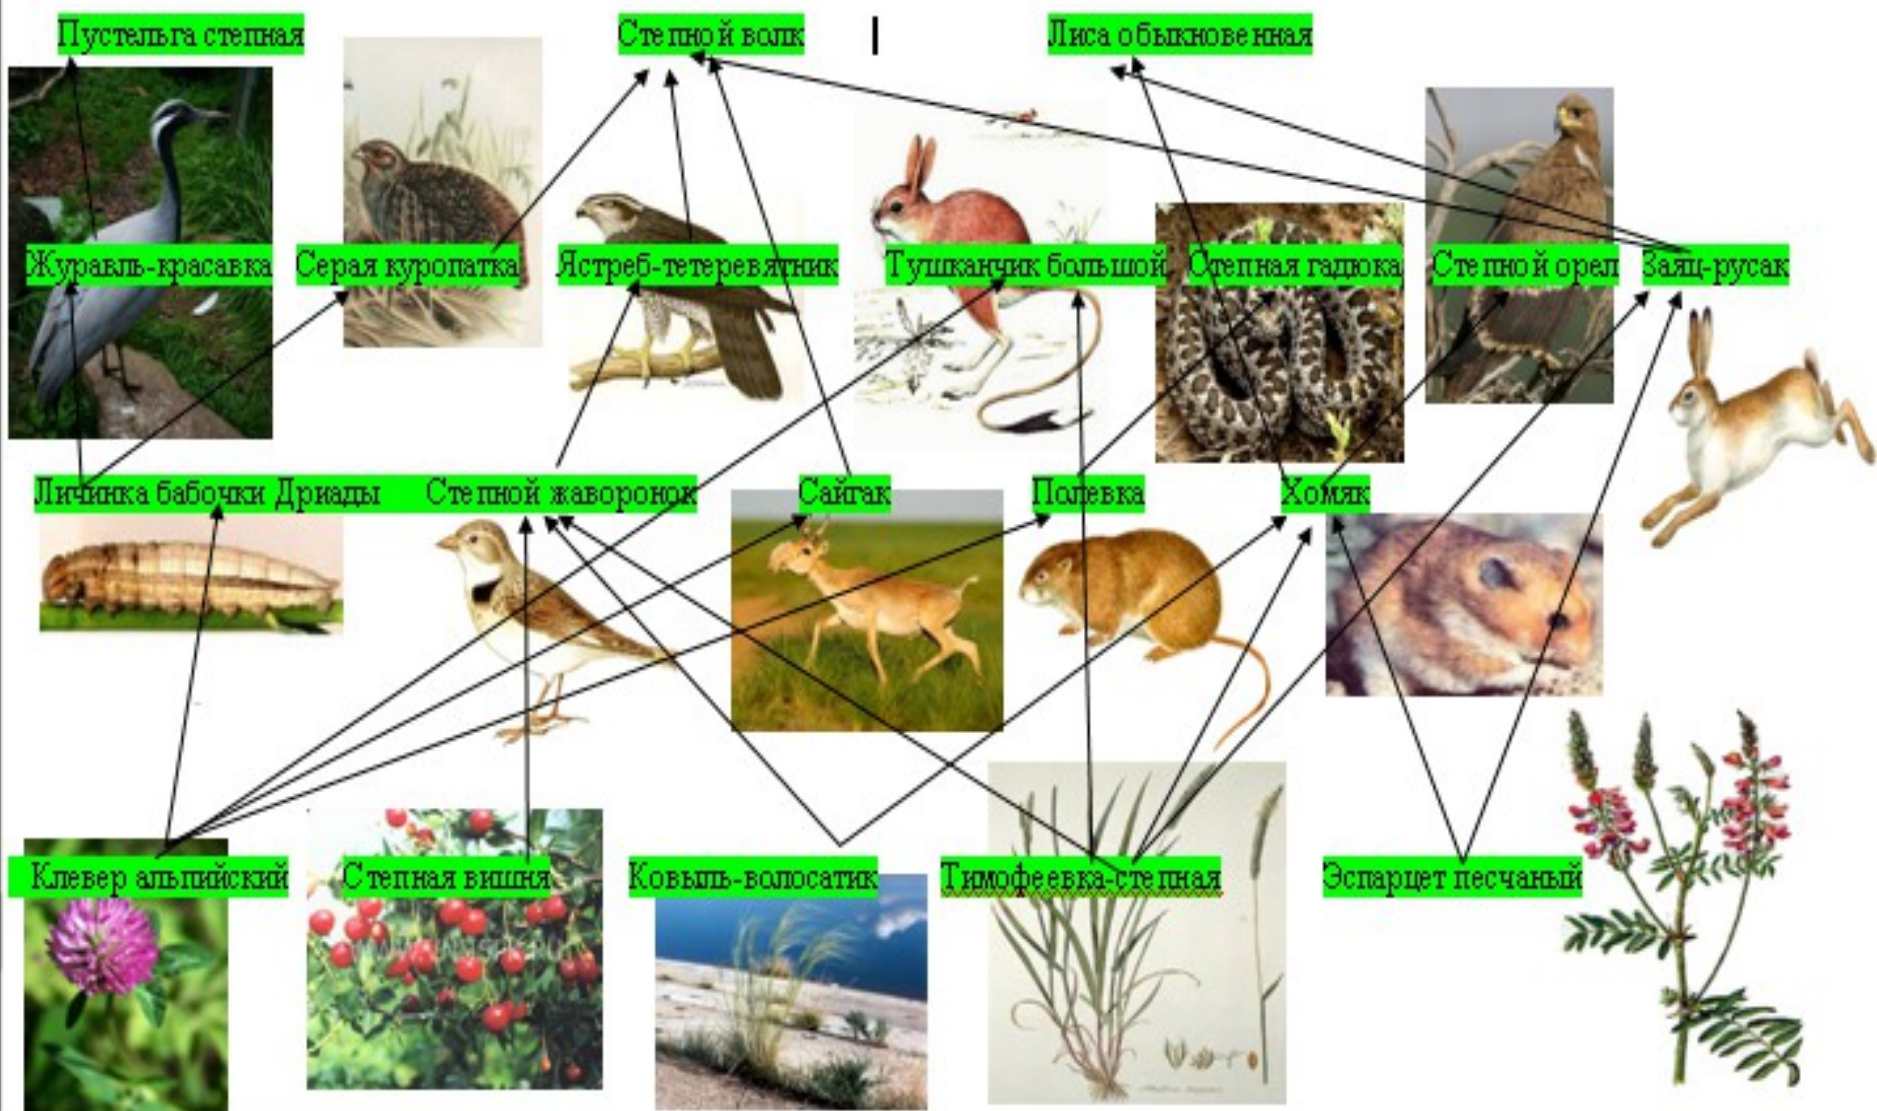 Пустельга степная Степной волк Лиса обыкновенная
Журавль-красавка Серая куропатка Ястреб-тетеревятник Тушканчик большой Степная гадюка Степной орел Заяц-русак
Личинка бабочки Дриады Степной жаворонок Сайгак Полевка Хомяк
Клевер альпийский Степная вишня Ковыль-волосатик Тимофеевка-степная Эспарцет песчаный